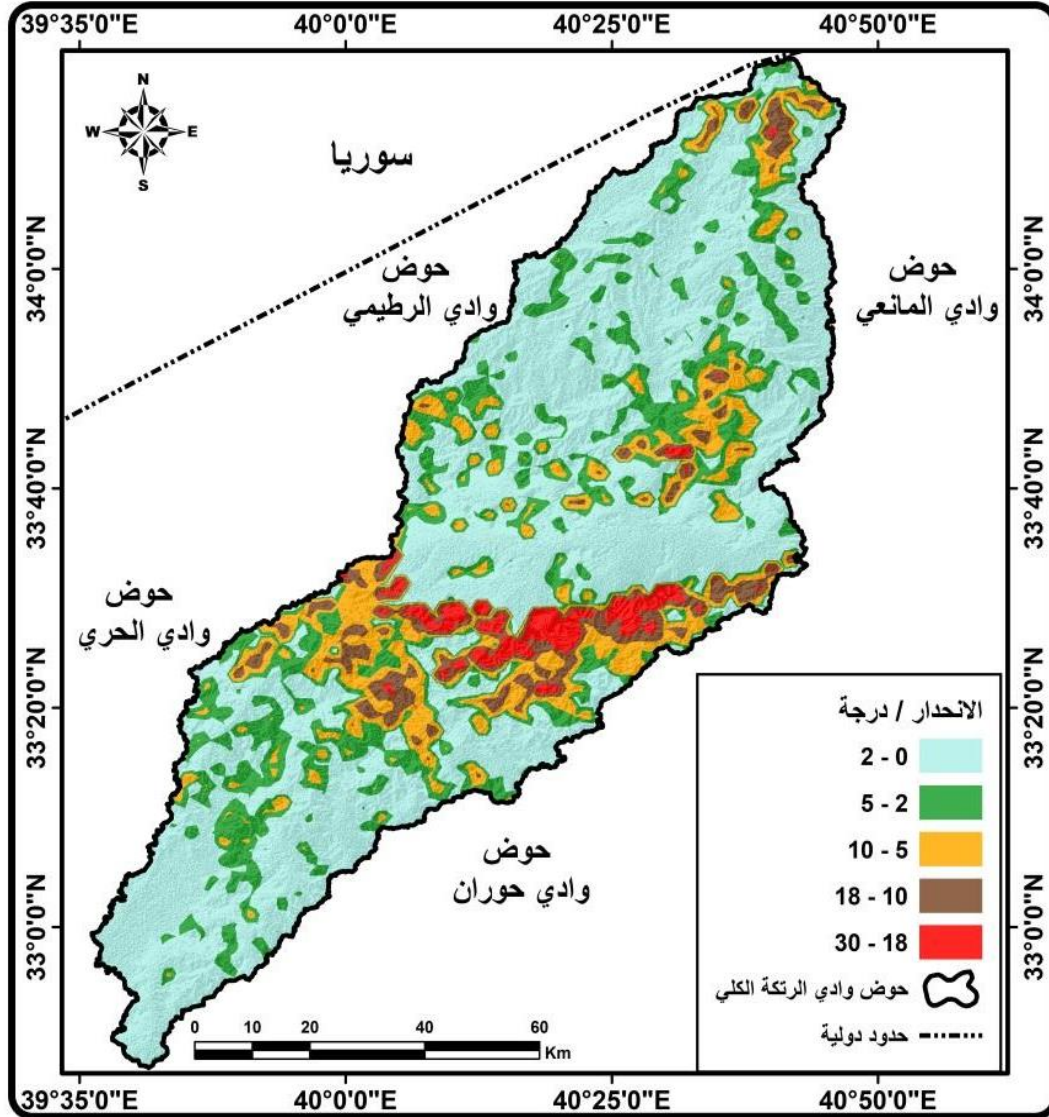 39°35'0"E
40°0'0"E
40°25'0"E
40°50'0"E
N
W
E
S
سوريا
34°0'0"N
حوض
وادي الرطيمي
حوض
وادي المانعي
34°0'0"N
33°40'0"N
33°40'0"N
حوض
وادي الحري
33°20'0"N
33°20'0"N
حوض
وادي حوران
33°0'0"N
33°0'0"N
الانحدار / درجة
2 - 0
5 - 2
10 - 5
18 - 10
30 - 18
حوض وادي الرتكة الكلي
حدود دولية
0 10 20 40 60
Km
39°35'0"E
40°0'0"E
40°25'0"E
40°50'0"E